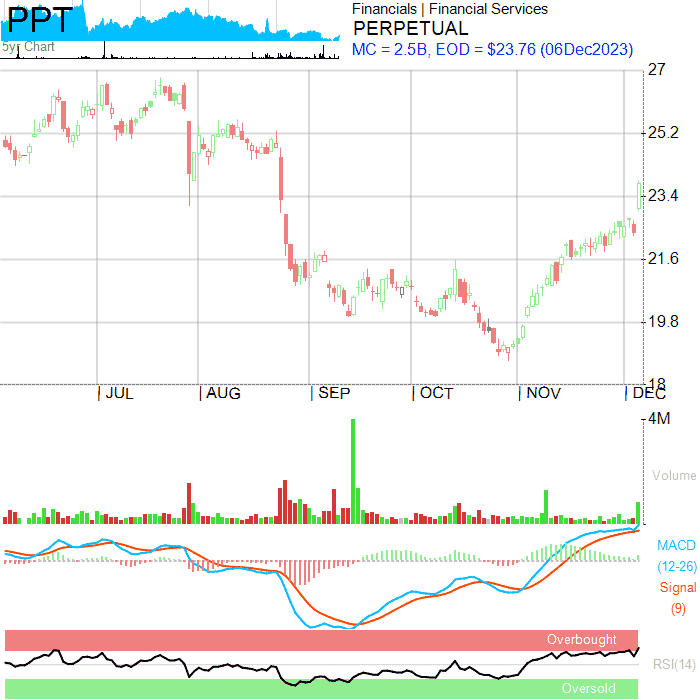 PPT
5yr Chart
Financials | Financial Services
PERPETUAL
MC = 2.5B, EOD = $23.76 (06Dec2023)
27
25.2
23.4
21.6
19.8
18
| JUL | AUG | SEP | OCT | NOV | DEC
4M
Volume
MACD
(12-26)
Signal
(9)
Overbought
RSI(14)
Oversold